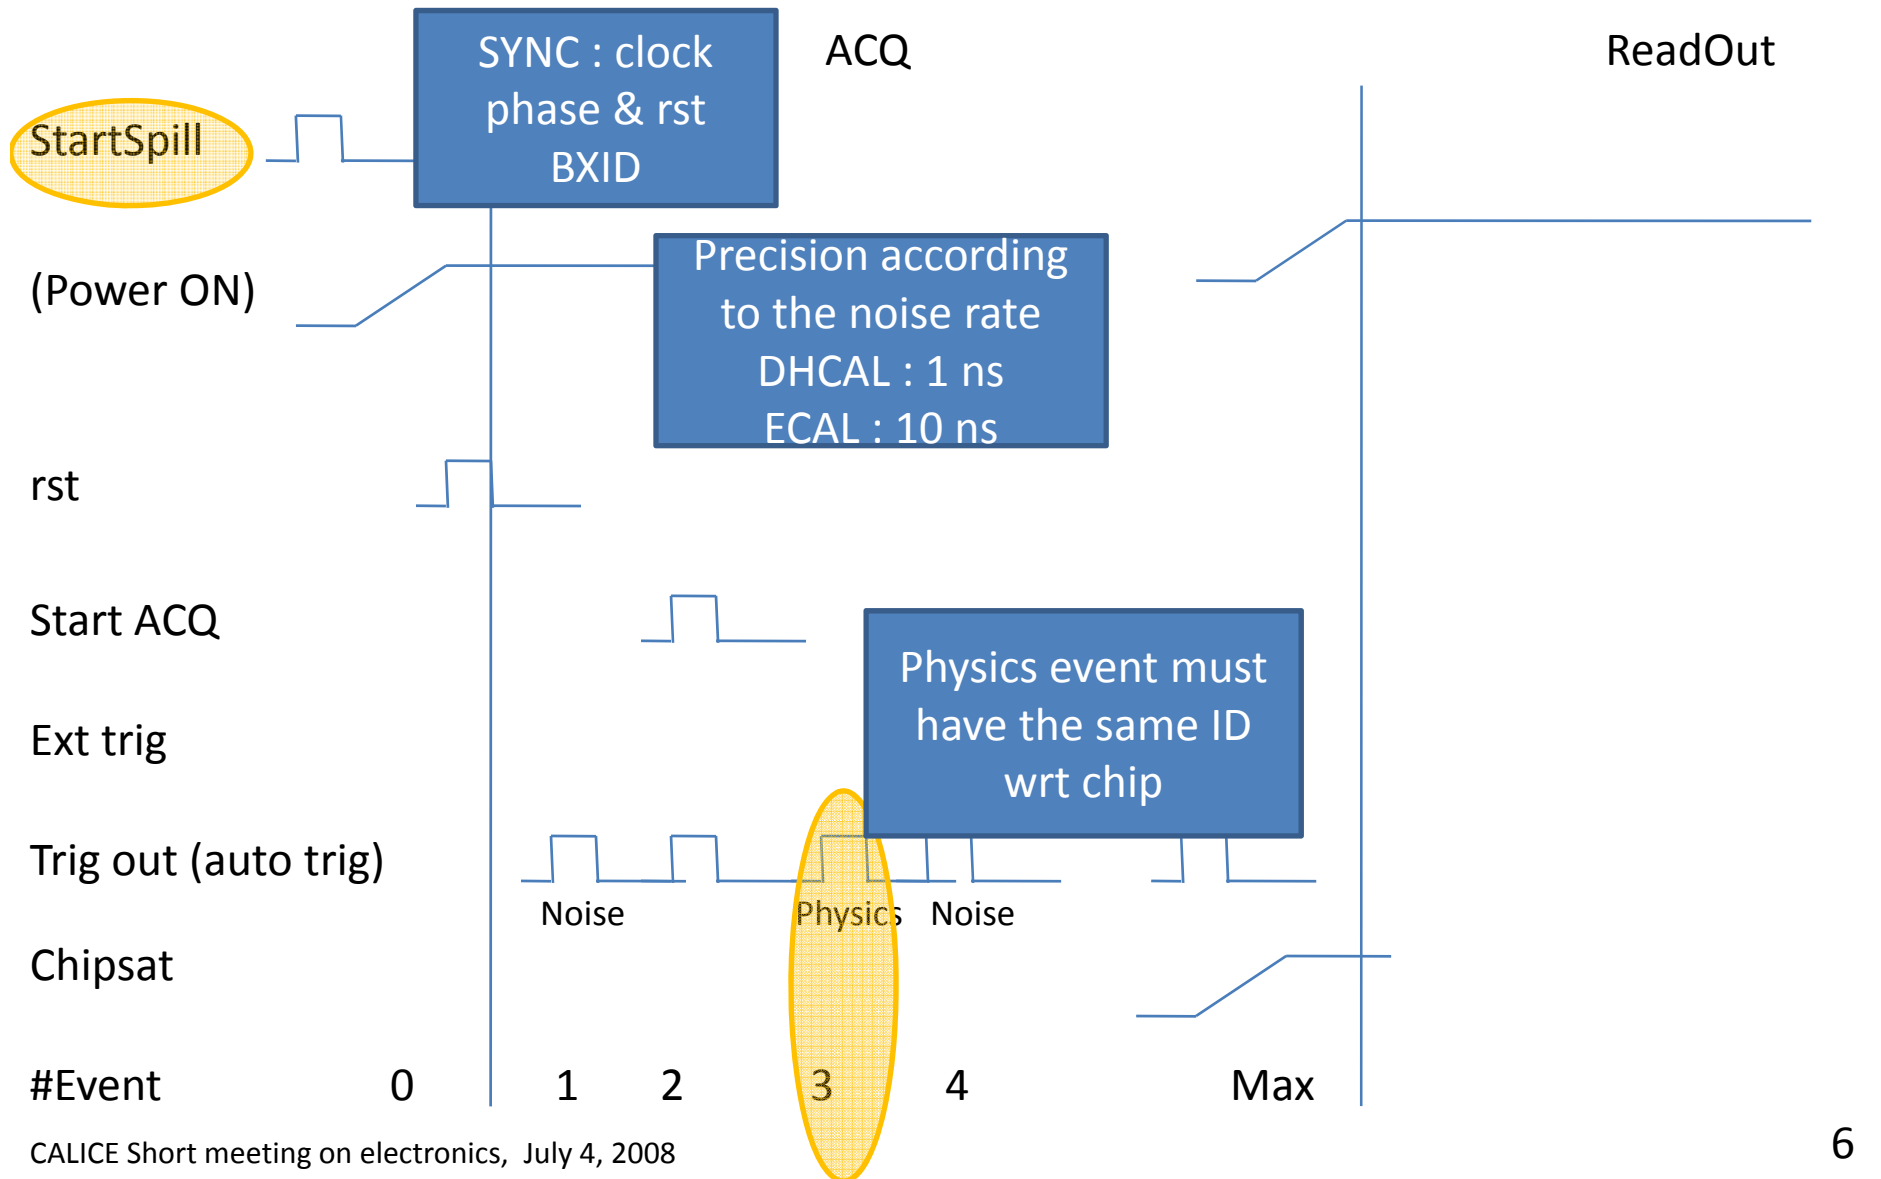 SYNC : clock
phase & rst
BXID
ACQ
ReadOut
StartSpill
(Power ON)
Precision according
to the noise rate
DHCAL : 1 ns
ECAL : 10 ns
rst
Start ACQ
Physics event must
have the same ID
wrt chip
Ext trig
Trig out (auto trig)
Noise
Physics
Noise
Chipsat
#Event 0 1 2 3 4 Max
CALICE Short meeting on electronics, July 4, 2008
6